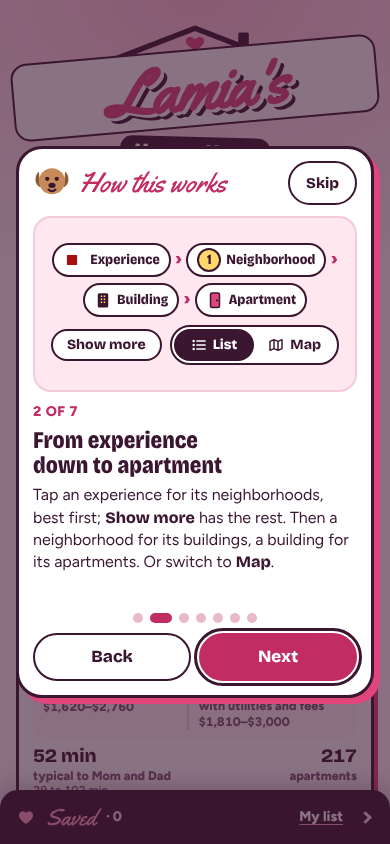 Lamia's
How this works
Skip
Experience › 1 Neighborhood ›
Building › Apartment
Show more
List
Map
2 OF 7
From experience
down to apartment
Tap an experience for its neighborhoods,
best first; Show more has the rest. Then a
neighborhood for its buildings, a building for
its apartments. Or switch to Map.
Back
Next
$1,620–$2,760
with utilities and fees
$1,810–$3,000
52 min
217
typical to Mom and Dad
apartments
Saved · 0
My list